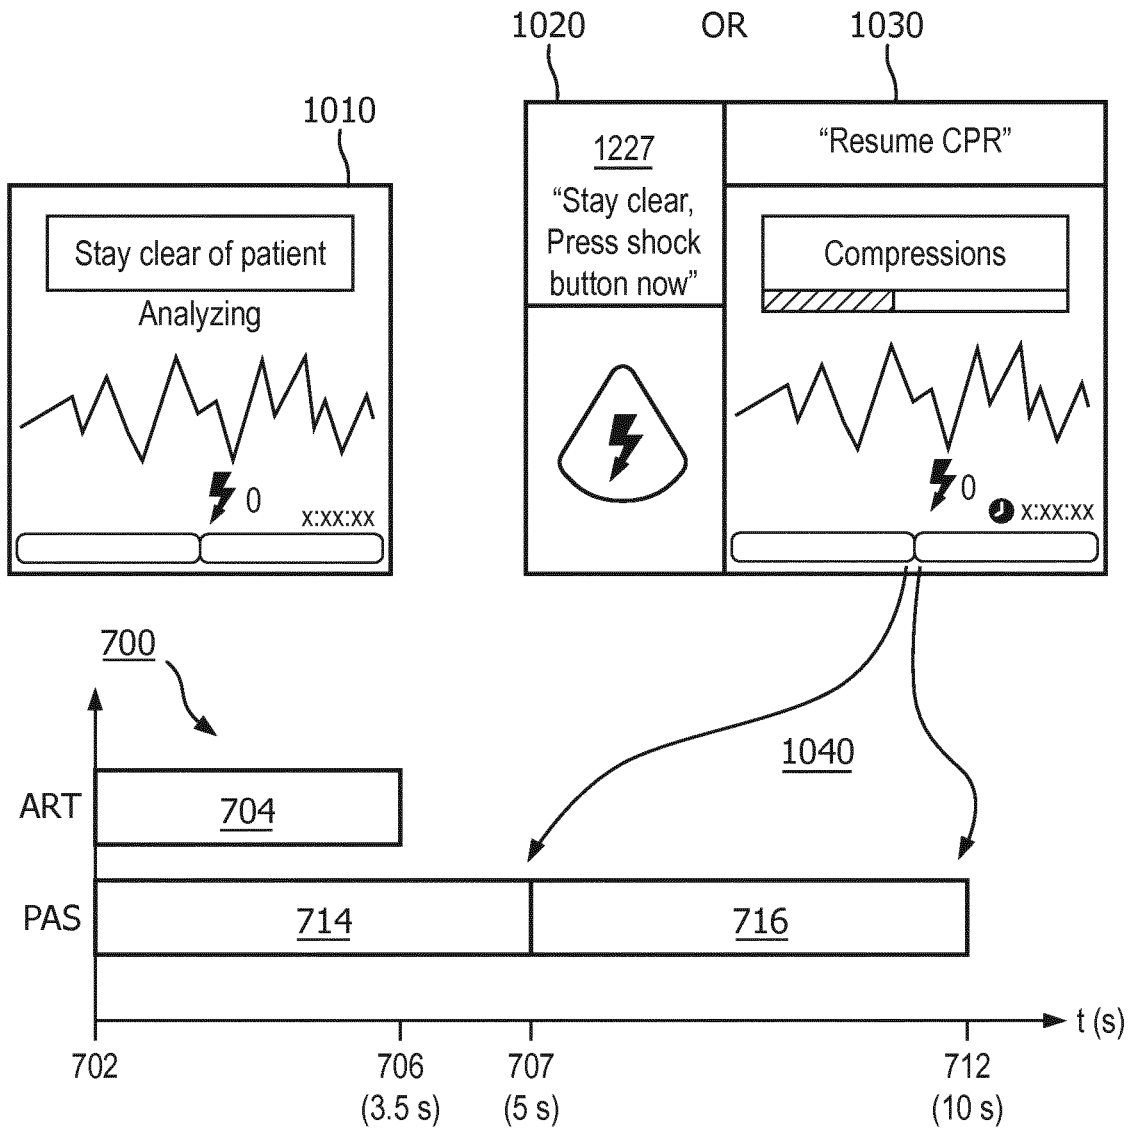 1020 OR 1030
1010
Stay clear of patient
Analyzing
0
x:xx:xx
1227
“Stay clear,
Press shock
button now”
“Resume CPR”
Compressions
0
x:xx:xx
700
1040
ART 704
PAS 714 716
t (s)
702 706 707 712
(3.5 s) (5 s) (10 s)